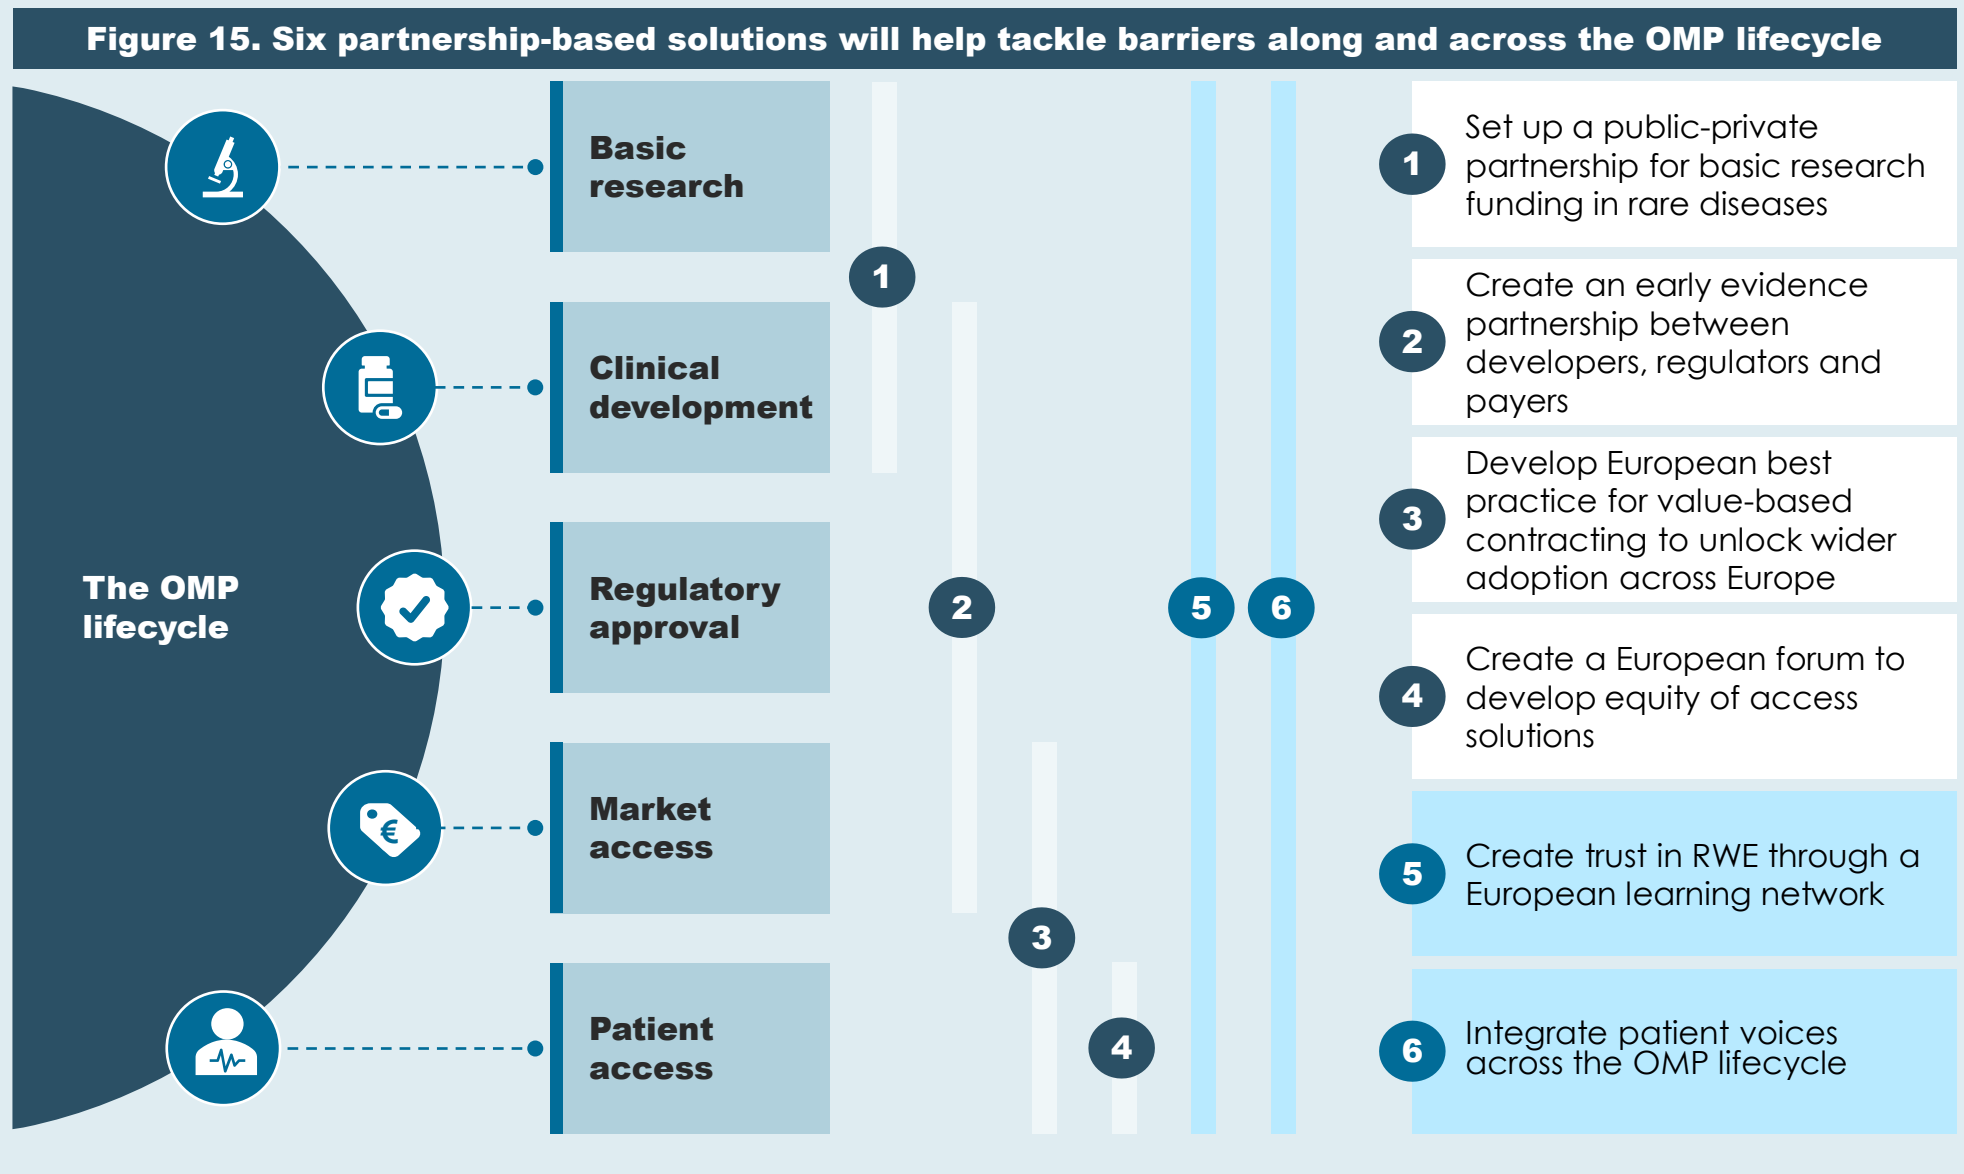 Figure 15. Six partnership-based solutions will help tackle barriers along and across the OMP lifecycle
The OMP
lifecycle
Basic
research
Clinical
development
Regulatory
approval
Market
access
€
Patient
access
1
2
3
4
5
6
1
Set up a public-private
partnership for basic research
funding in rare diseases
2
Create an early evidence
partnership between
developers, regulators and
payers
3
Develop European best
practice for value-based
contracting to unlock wider
adoption across Europe
4
Create a European forum to
develop equity of access
solutions
5
Create trust in RWE through a
European learning network
6
Integrate patient voices
across the OMP lifecycle